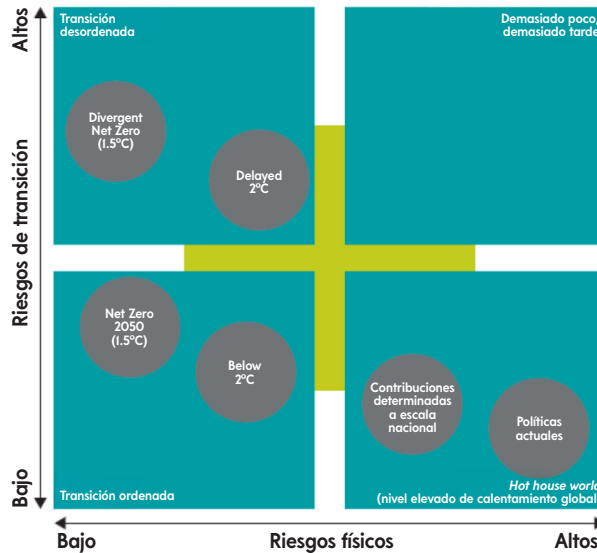 Altos
Riesgos de transición
Bajo
Transición
desordenada
Demasiado poco,
demasiado tarde
Divergent
Net Zero
(1.5ºC)
Delayed
2ºC
Net Zero
2050
(1.5ºC)
Below
2ºC
Contribuciones
determinadas
a escala
nacional
Políticas
actuales
Transición ordenada
Hot house world
(nivel elevado de calentamiento global
Bajo
Riesgos físicos
Altos